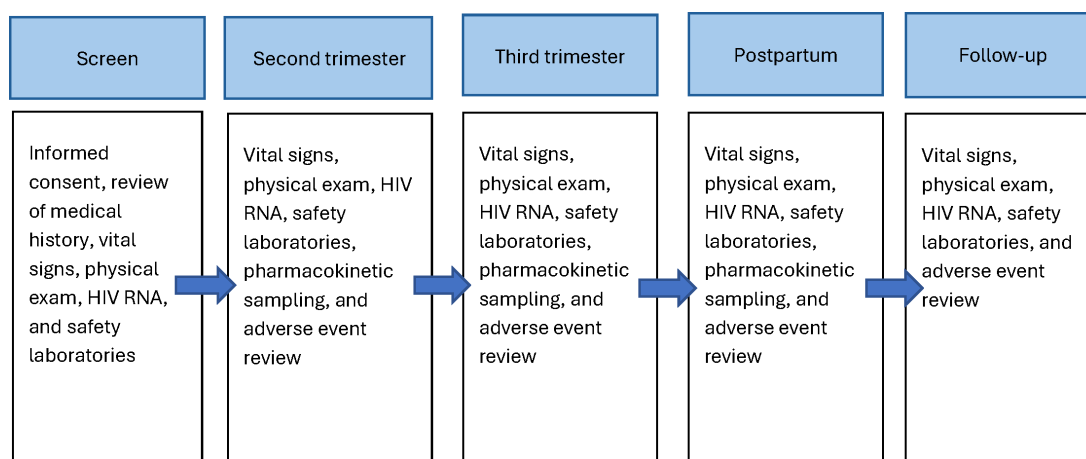 Screen
Second trimester
Third trimester
Postpartum
Follow-up
Informed
consent, review
of medical
history, vital
signs, physical
exam, HIV RNA,
and safety
laboratories
Vital signs,
physical exam, HIV
RNA, safety
laboratories,
pharmacokinetic
sampling, and
adverse event
review
Vital signs,
physical exam,
HIV RNA, safety
laboratories,
pharmacokinetic
sampling, and
adverse event
review
Vital signs,
physical exam,
HIV RNA, safety
laboratories,
pharmacokinetic
sampling, and
adverse event
review
Vital signs,
physical exam,
HIV RNA, safety
laboratories, and
adverse event
review